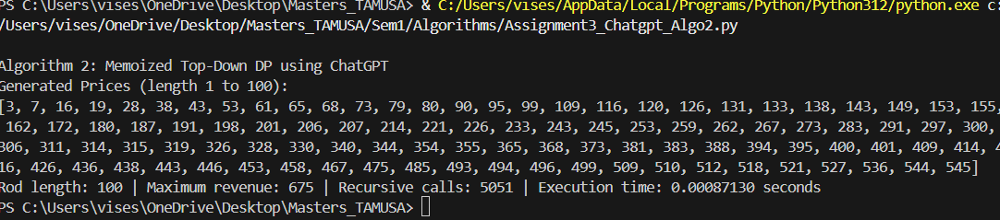 PS C:\Users\vises\OneDrive\Desktop\Masters_TAMUSA> & C:/Users/vises/AppData/Local/Programs/Python/Python312/python.exe c:
/Users/vises/OneDrive/Desktop/Masters_TAMUSA/Sem1/Algorithms/Assignment3_Chatgpt_Algo2.py
Algorithm 2: Memoized Top-Down DP using ChatGPT
Generated Prices (length 1 to 100):
[3, 7, 16, 19, 28, 38, 43, 53, 61, 65, 68, 73, 79, 80, 90, 95, 99, 109, 116, 120, 126, 131, 133, 138, 143, 149, 153, 155,
162, 172, 180, 187, 191, 198, 201, 206, 207, 214, 221, 226, 233, 243, 245, 253, 259, 262, 267, 273, 283, 291, 297, 300,
306, 311, 314, 315, 319, 326, 328, 330, 340, 344, 354, 355, 365, 368, 373, 381, 383, 388, 394, 395, 400, 401, 409, 414, 4
16, 426, 436, 438, 443, 446, 453, 458, 467, 475, 485, 493, 494, 496, 499, 509, 510, 512, 518, 521, 527, 536, 544, 545]
Rod length: 100 | Maximum revenue: 675 | Recursive calls: 5051 | Execution time: 0.00087130 seconds
PS C:\Users\vises\OneDrive\Desktop\Masters_TAMUSA>